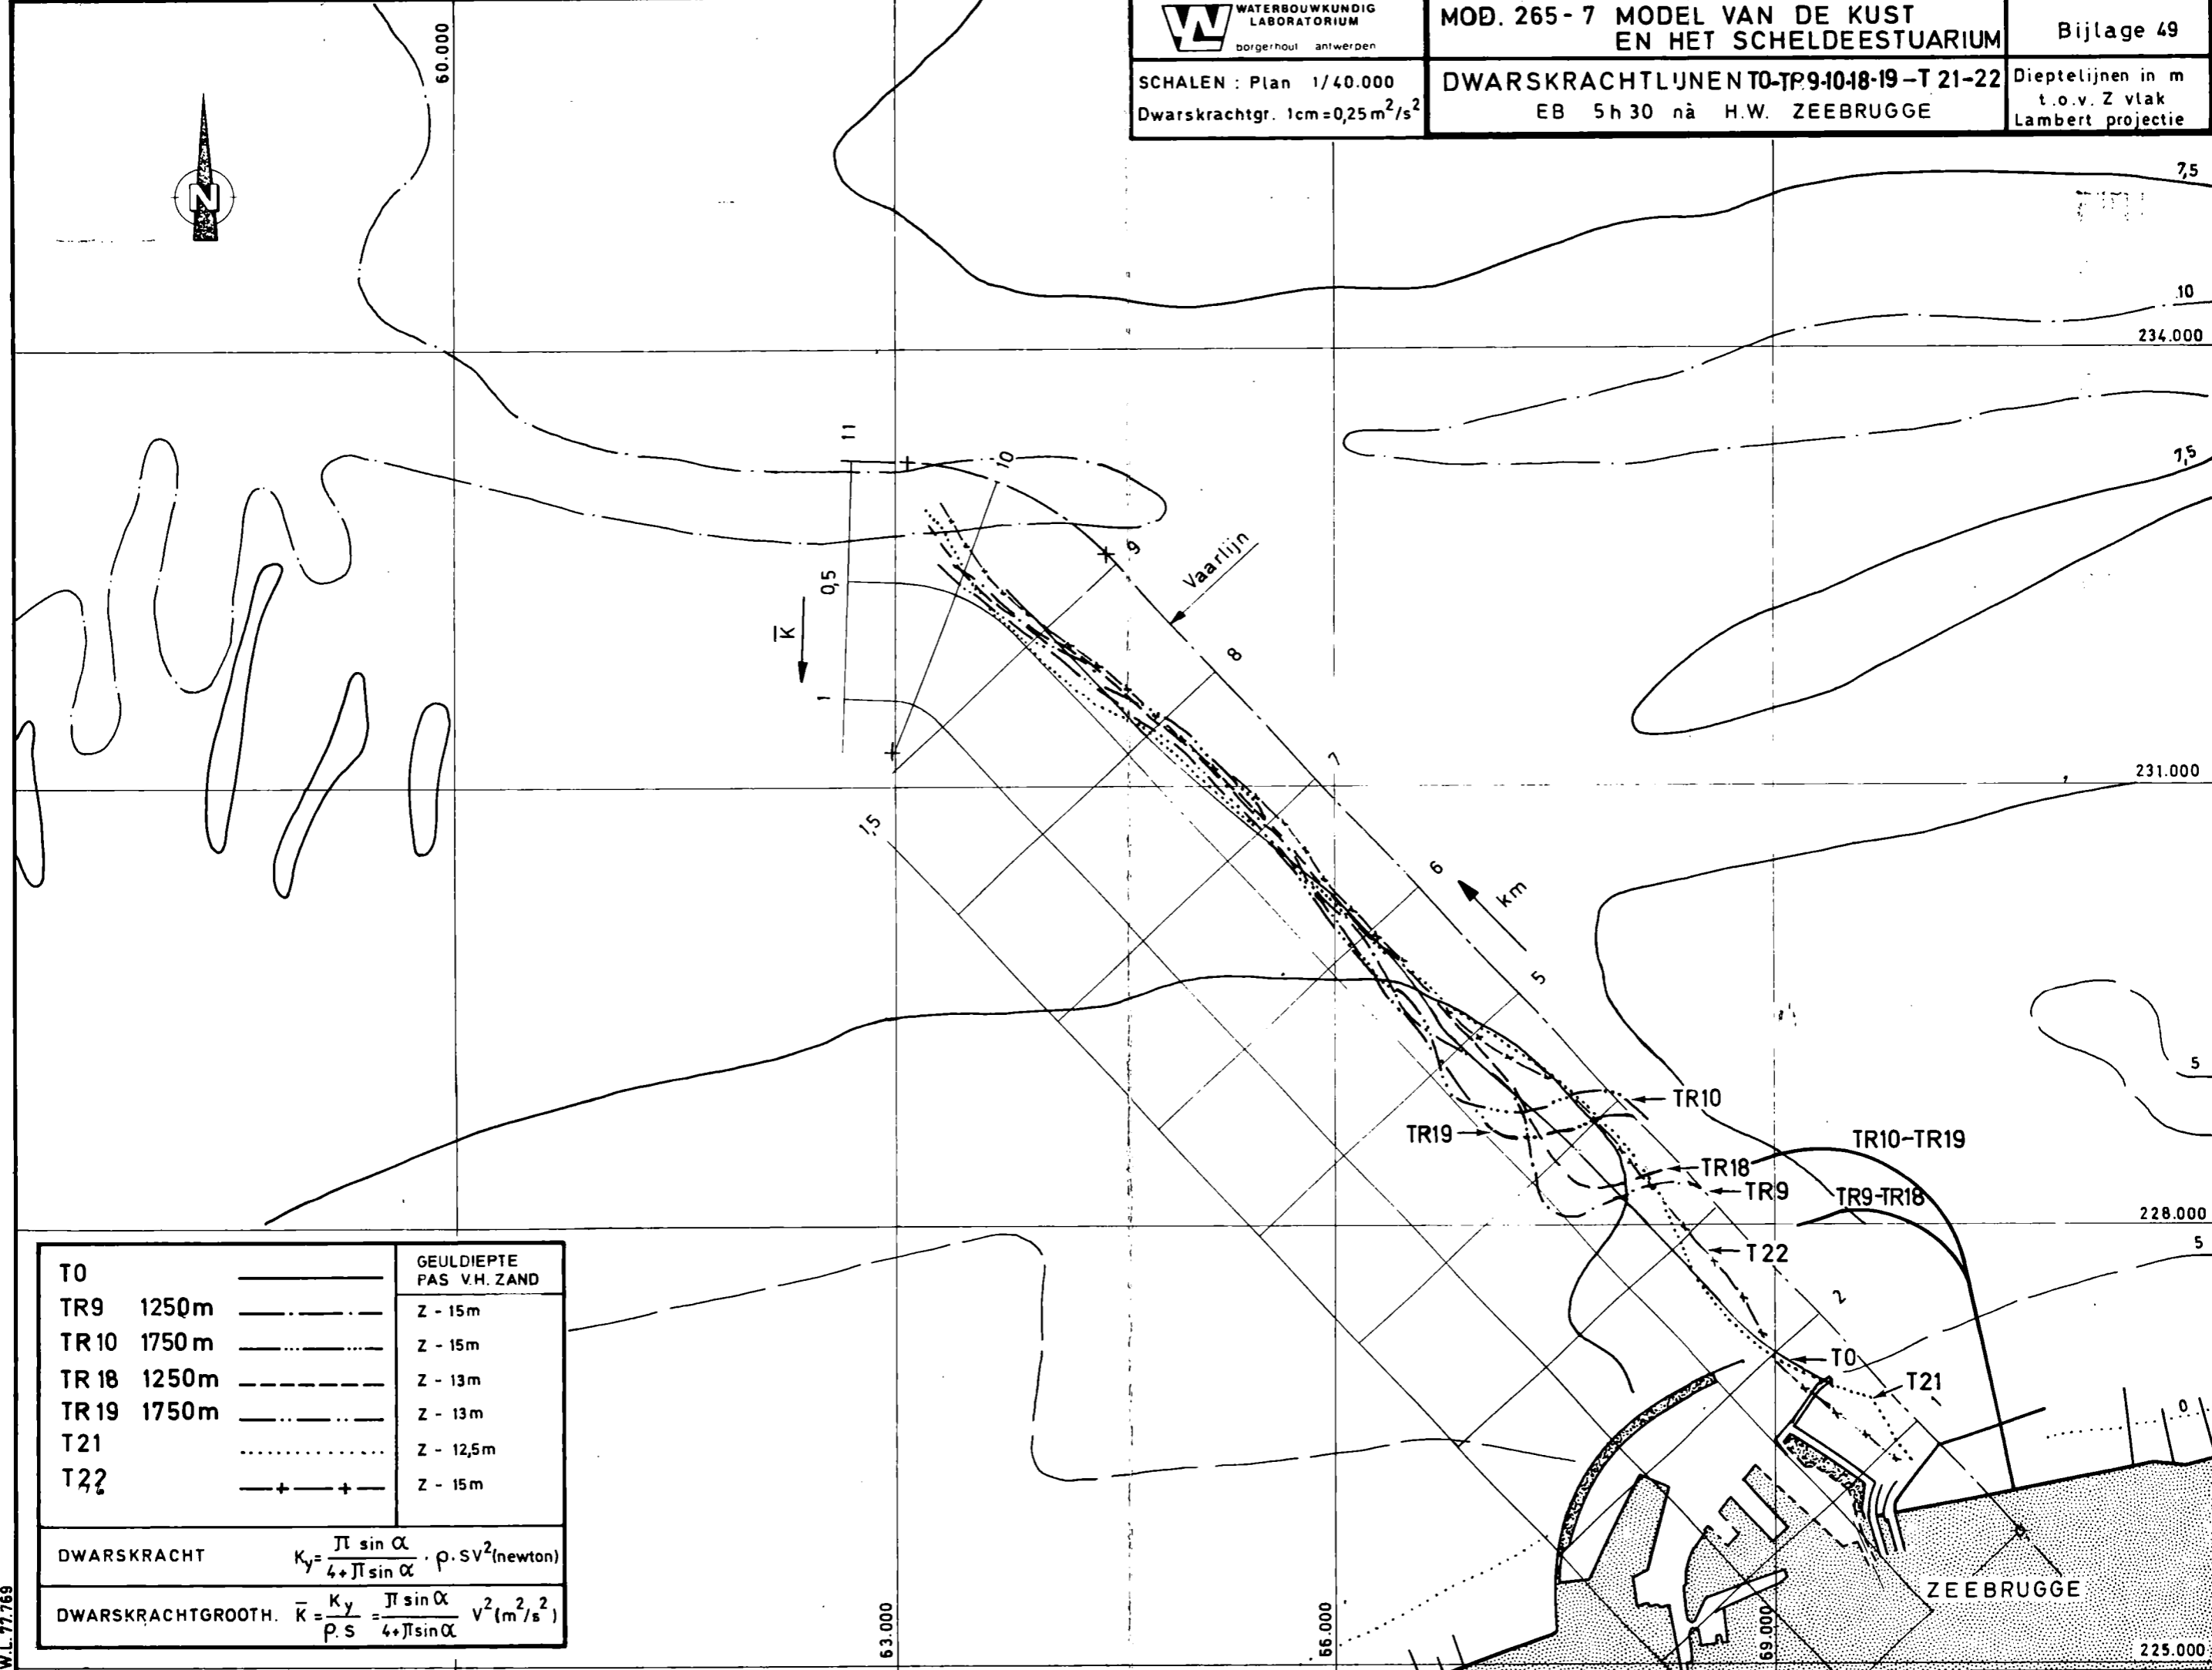 WATERBOUWKUNDIG
LABORATORIUM
borgerhout antwerpen
MOD. 265-7 MODEL VAN DE KUST
EN HET SCHELDEESTUARIUM
Bijlage 49
SCHALEN : Plan 1/40.000
Dwarskrachtgr. 1cm=0,25m²/s²
DWARSKRACHTLIJNEN T0-TR9-10-18-19-T 21-22
EB 5h30 nà H.W. ZEEBRUGGE
Dieptelijnen in m
t.o.v. Z vlak
Lambert projectie
60.000
N
7,5
10
234.000
11
10
9
Vaarlijn
7,5
0,5
K̅
8
1
7
231.000
1,5
6
km
5
5
TR10
TR19
TR10-TR19
TR18
TR9
TR9-TR18
228.000
5
T22
2
T0
T21
1
0
0
ZEEBRUGGE
63.000
66.000
69.000
225.000
GEULDIEPTE
PAS V.H. ZAND
T0
TR9 1250m Z - 15m
TR10 1750m Z - 15m
TR18 1250m Z - 13m
TR19 1750m Z - 13m
T21 Z - 12,5m
T22 Z - 15m
DWARSKRACHT Ky = π sin α / 4+π sin α · ρ.SV² (newton)
DWARSKRACHTGROOTH. K̅ = Ky / ρ.S = π sin α / 4+π sin α V² (m²/s²)
W.L. 77.769